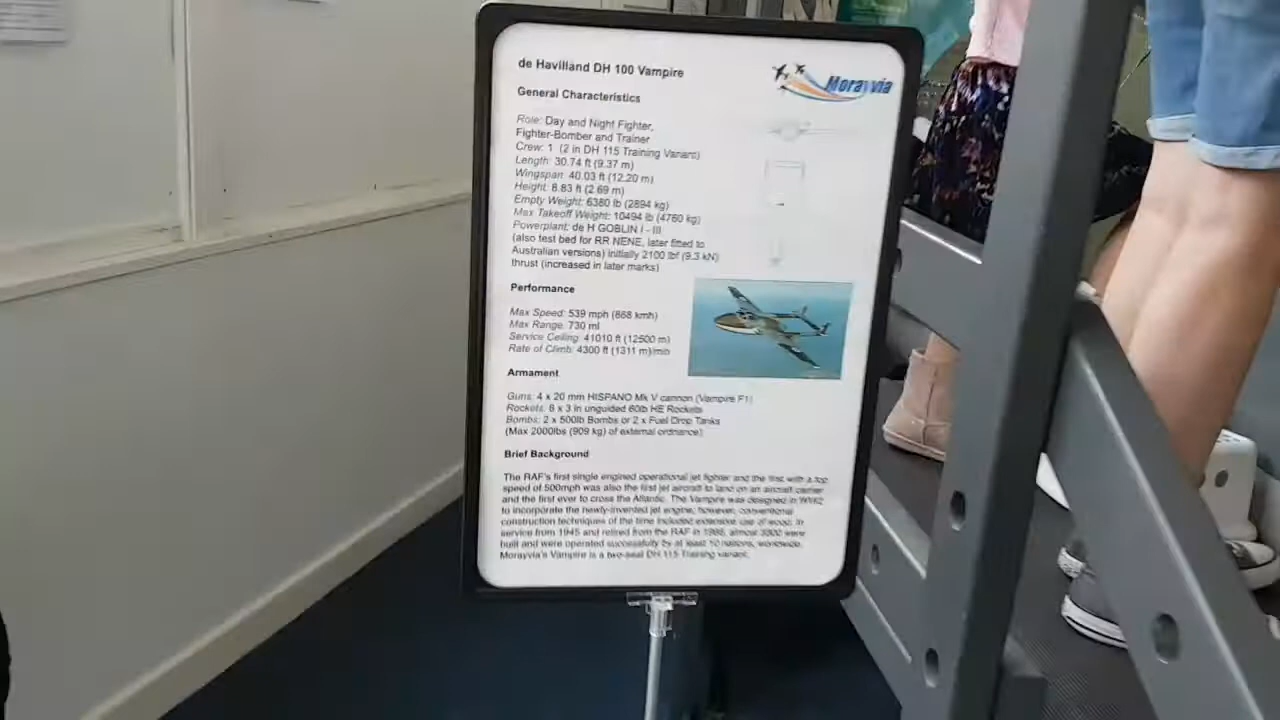 de Havilland DH 100 Vampire
Morayvia
General Characteristics
Role: Day and Night Fighter,
Fighter-Bomber and Trainer
Crew: 1 (2 in DH 115 Training Variant)
Length: 30.74 ft (9.37 m)
Wingspan: 40.03 ft (12.20 m)
Height: 8.83 ft (2.69 m)
Empty Weight: 6380 lb (2894 kg)
Max Takeoff Weight: 10494 lb (4760 kg)
Powerplant: de H GOBLIN I - III
(also test bed for RR NENE, later fitted to
Australian versions) initially 2100 lbf (9.3 kN)
thrust (increased in later marks)
Performance
Max Speed: 539 mph (868 kmh)
Max Range: 730 ml
Service Ceiling: 41010 ft (12500 m)
Rate of Climb: 4300 ft (1311 m)/min
Armament
Guns: 4 x 20 mm HISPANO Mk V cannon (Vampire F1)
Rockets: 8 x 3 in unguided 60lb HE Rockets
Bombs: 2 x 500lb Bombs or 2 x Fuel Drop Tanks
(Max 2000lbs (909 kg) of external ordnance)
Brief Background
The RAF's first single engined operational jet fighter and the first with a top
speed of 500mph was also the first jet aircraft to land on an aircraft carrier
and the first ever to cross the Atlantic. The Vampire was designed in WW2
to incorporate the newly-invented jet engine; however, conventional
construction techniques of the time included extensive use of wood. In
service from 1945 and retired from the RAF in almost 3300 were
built and were operated successfully by at least 10 nations, worldwide.
Morayvia's Vampire is a two-seat DH 115 Training variant.